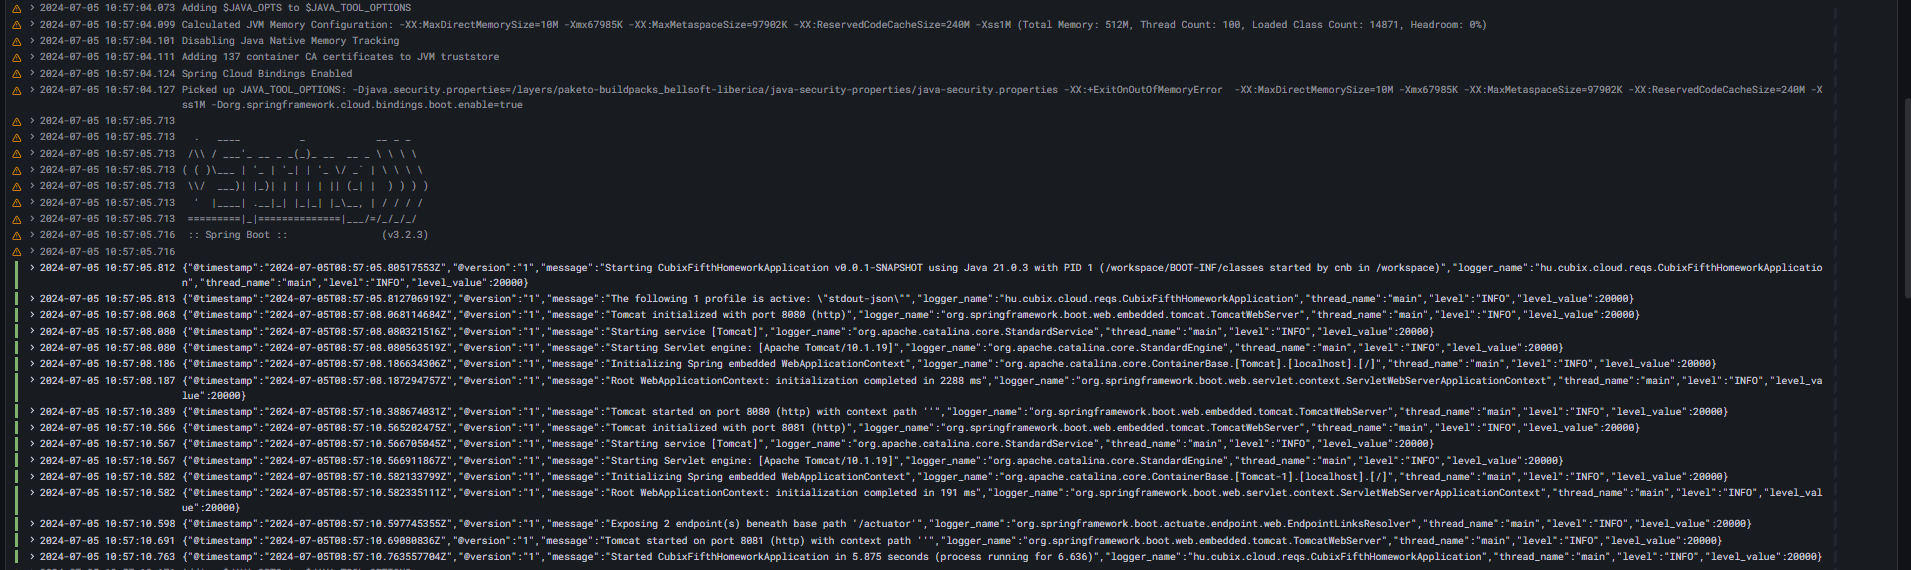 2024-07-05 10:57:04.073 Adding $JAVA_OPTS to $JAVA_TOOL_OPTIONS
2024-07-05 10:57:04.099 Calculated JVM Memory Configuration: -XX:MaxDirectMemorySize=10M -Xmx67985K -XX:MaxMetaspaceSize=97902K -XX:ReservedCodeCacheSize=240M -Xss1M (Total Memory: 512M, Thread Count: 100, Loaded Class Count: 14871, Headroom: 0%)
2024-07-05 10:57:04.101 Disabling Java Native Memory Tracking
2024-07-05 10:57:04.111 Adding 137 container CA certificates to JVM truststore
2024-07-05 10:57:04.124 Spring Cloud Bindings Enabled
2024-07-05 10:57:04.127 Picked up JAVA_TOOL_OPTIONS: -Djava.security.properties=/layers/paketo-buildpacks_bellsoft-liberica/java-security-properties/java-security.properties -XX:+ExitOnOutOfMemoryError  -XX:MaxDirectMemorySize=10M -Xmx67985K -XX:MaxMetaspaceSize=97902K -XX:ReservedCodeCacheSize=240M -X
ss1M -Dorg.springframework.cloud.bindings.boot.enable=true
2024-07-05 10:57:05.713
2024-07-05 10:57:05.713   .   ____          _            __ _ _
2024-07-05 10:57:05.713  /\\ / ___'_ __ _ _(_)_ __  __ _ \ \ \ \
2024-07-05 10:57:05.713 ( ( )\___ | '_ | '_| | '_ \/ _` | \ \ \ \
2024-07-05 10:57:05.713  \\/  ___)| |_)| | | | | || (_| |  ) ) ) )
2024-07-05 10:57:05.713   '  |____| .__|_| |_|_| |_\__, | / / / /
2024-07-05 10:57:05.713  =========|_|==============|___/=/_/_/_/
2024-07-05 10:57:05.716  :: Spring Boot ::                (v3.2.3)
2024-07-05 10:57:05.716
2024-07-05 10:57:05.812 {"@timestamp":"2024-07-05T08:57:05.80517553Z","@version":"1","message":"Starting CubixFifthHomeworkApplication v0.0.1-SNAPSHOT using Java 21.0.3 with PID 1 (/workspace/BOOT-INF/classes started by cnb in /workspace)","logger_name":"hu.cubix.cloud.reqs.CubixFifthHomeworkApplicatio
n","thread_name":"main","level":"INFO","level_value":20000}
2024-07-05 10:57:05.813 {"@timestamp":"2024-07-05T08:57:05.812706919Z","@version":"1","message":"The following 1 profile is active: \"stdout-json\"","logger_name":"hu.cubix.cloud.reqs.CubixFifthHomeworkApplication","thread_name":"main","level":"INFO","level_value":20000}
2024-07-05 10:57:08.068 {"@timestamp":"2024-07-05T08:57:08.068114684Z","@version":"1","message":"Tomcat initialized with port 8080 (http)","logger_name":"org.springframework.boot.web.embedded.tomcat.TomcatWebServer","thread_name":"main","level":"INFO","level_value":20000}
2024-07-05 10:57:08.080 {"@timestamp":"2024-07-05T08:57:08.080321516Z","@version":"1","message":"Starting service [Tomcat]","logger_name":"org.apache.catalina.core.StandardService","thread_name":"main","level":"INFO","level_value":20000}
2024-07-05 10:57:08.080 {"@timestamp":"2024-07-05T08:57:08.080563519Z","@version":"1","message":"Starting Servlet engine: [Apache Tomcat/10.1.19]","logger_name":"org.apache.catalina.core.StandardEngine","thread_name":"main","level":"INFO","level_value":20000}
2024-07-05 10:57:08.186 {"@timestamp":"2024-07-05T08:57:08.186634306Z","@version":"1","message":"Initializing Spring embedded WebApplicationContext","logger_name":"org.apache.catalina.core.ContainerBase.[Tomcat].[localhost].[/]","thread_name":"main","level":"INFO","level_value":20000}
2024-07-05 10:57:08.187 {"@timestamp":"2024-07-05T08:57:08.187294757Z","@version":"1","message":"Root WebApplicationContext: initialization completed in 2288 ms","logger_name":"org.springframework.boot.web.servlet.context.ServletWebServerApplicationContext","thread_name":"main","level":"INFO","level_va
lue":20000}
2024-07-05 10:57:10.389 {"@timestamp":"2024-07-05T08:57:10.388674031Z","@version":"1","message":"Tomcat started on port 8080 (http) with context path ''","logger_name":"org.springframework.boot.web.embedded.tomcat.TomcatWebServer","thread_name":"main","level":"INFO","level_value":20000}
2024-07-05 10:57:10.566 {"@timestamp":"2024-07-05T08:57:10.565202475Z","@version":"1","message":"Tomcat initialized with port 8081 (http)","logger_name":"org.springframework.boot.web.embedded.tomcat.TomcatWebServer","thread_name":"main","level":"INFO","level_value":20000}
2024-07-05 10:57:10.567 {"@timestamp":"2024-07-05T08:57:10.566705045Z","@version":"1","message":"Starting service [Tomcat]","logger_name":"org.apache.catalina.core.StandardService","thread_name":"main","level":"INFO","level_value":20000}
2024-07-05 10:57:10.567 {"@timestamp":"2024-07-05T08:57:10.566911867Z","@version":"1","message":"Starting Servlet engine: [Apache Tomcat/10.1.19]","logger_name":"org.apache.catalina.core.StandardEngine","thread_name":"main","level":"INFO","level_value":20000}
2024-07-05 10:57:10.582 {"@timestamp":"2024-07-05T08:57:10.582133799Z","@version":"1","message":"Initializing Spring embedded WebApplicationContext","logger_name":"org.apache.catalina.core.ContainerBase.[Tomcat-1].[localhost].[/]","thread_name":"main","level":"INFO","level_value":20000}
2024-07-05 10:57:10.582 {"@timestamp":"2024-07-05T08:57:10.582335111Z","@version":"1","message":"Root WebApplicationContext: initialization completed in 191 ms","logger_name":"org.springframework.boot.web.servlet.context.ServletWebServerApplicationContext","thread_name":"main","level":"INFO","level_val
ue":20000}
2024-07-05 10:57:10.598 {"@timestamp":"2024-07-05T08:57:10.597745355Z","@version":"1","message":"Exposing 2 endpoint(s) beneath base path '/actuator'","logger_name":"org.springframework.boot.actuate.endpoint.web.EndpointLinksResolver","thread_name":"main","level":"INFO","level_value":20000}
2024-07-05 10:57:10.691 {"@timestamp":"2024-07-05T08:57:10.69080836Z","@version":"1","message":"Tomcat started on port 8081 (http) with context path ''","logger_name":"org.springframework.boot.web.embedded.tomcat.TomcatWebServer","thread_name":"main","level":"INFO","level_value":20000}
2024-07-05 10:57:10.763 {"@timestamp":"2024-07-05T08:57:10.763557704Z","@version":"1","message":"Started CubixFifthHomeworkApplication in 5.875 seconds (process running for 6.636)","logger_name":"hu.cubix.cloud.reqs.CubixFifthHomeworkApplication","thread_name":"main","level":"INFO","level_value":20000}